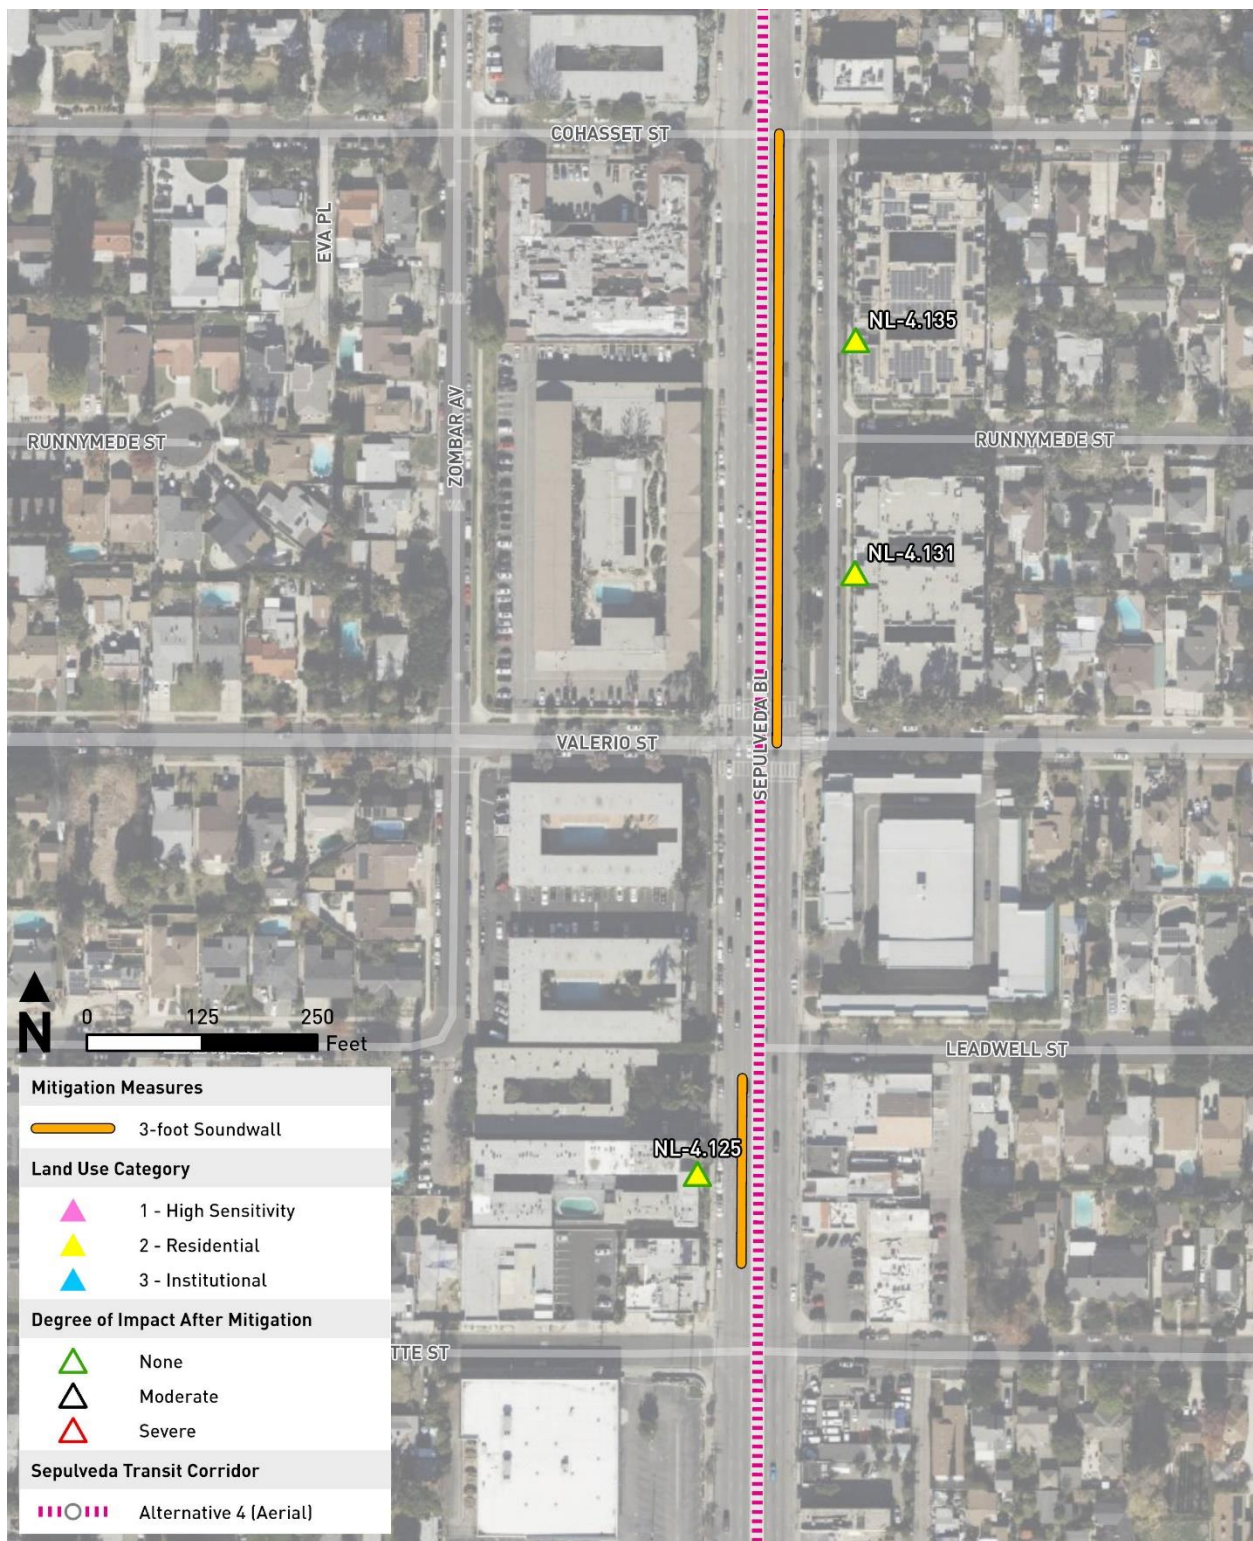 COHASSET ST
EVA PL
NL-4.135
ZOMBAR AV
RUNNYMEDE ST
RUNNYMEDE ST
NL-4.131
SEPULVEDA BL
VALERIO ST
N
0 125 250
Feet
LEADWELL ST
NL-4.125
TTE ST
Mitigation Measures
3-foot Soundwall
Land Use Category
1 - High Sensitivity
2 - Residential
3 - Institutional
Degree of Impact After Mitigation
None
Moderate
Severe
Sepulveda Transit Corridor
Alternative 4 (Aerial)